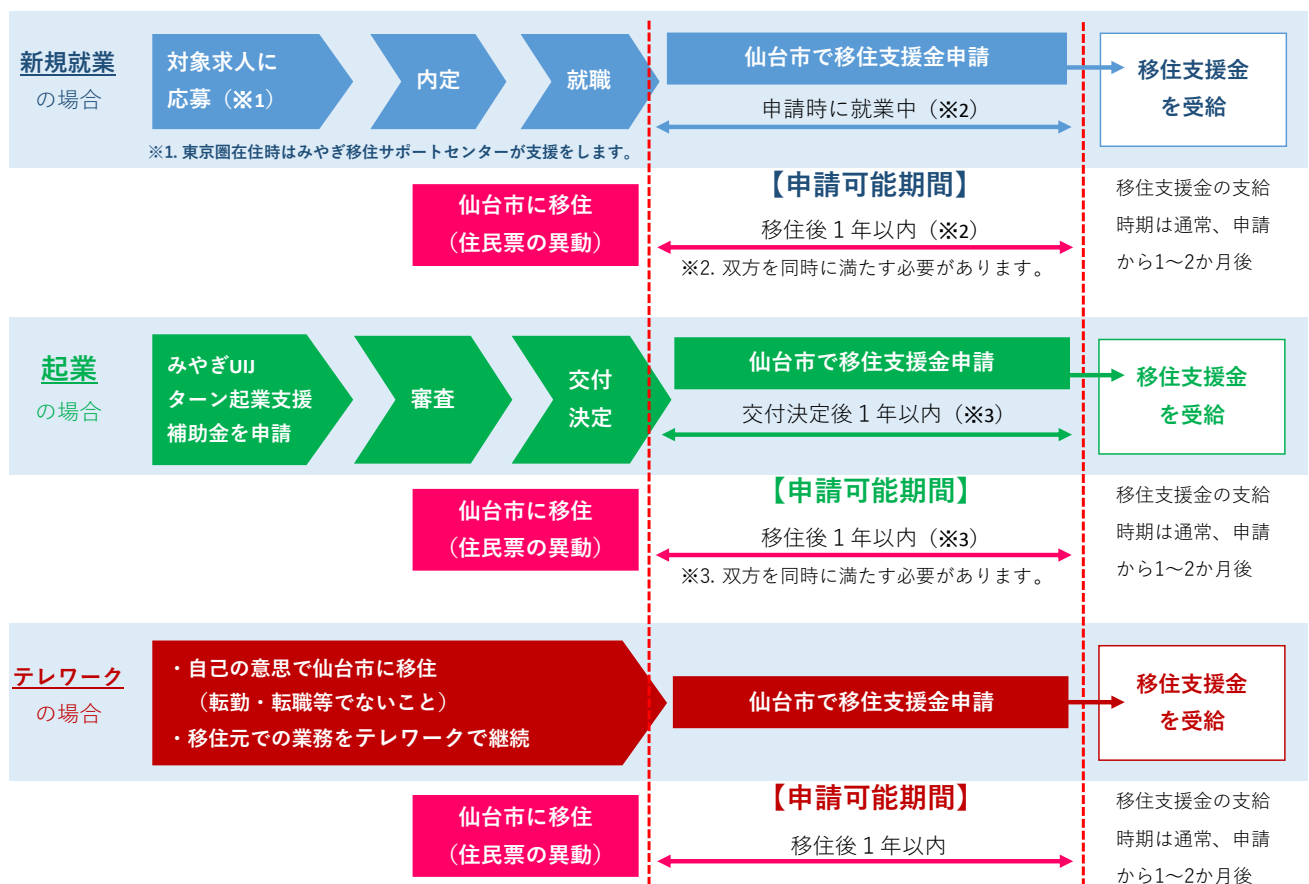 新規就業
の場合
対象求人に
応募（※1）
内定
就職
仙台市で移住支援金申請
申請時に就業中（※2）
移住支援金
を受給
※1. 東京圏在住時はみやぎ移住サポートセンターが支援をします。
仙台市に移住
（住民票の異動）
【申請可能期間】
移住後１年以内（※2）
※2. 双方を同時に満たす必要があります。
移住支援金の支給
時期は通常、申請
から1～2か月後
起業
の場合
みやぎUIJ
ターン起業支援
補助金を申請
審査
交付
決定
仙台市で移住支援金申請
交付決定後１年以内（※3）
移住支援金
を受給
仙台市に移住
（住民票の異動）
【申請可能期間】
移住後１年以内（※3）
※3. 双方を同時に満たす必要があります。
移住支援金の支給
時期は通常、申請
から1～2か月後
テレワーク
の場合
・自己の意思で仙台市に移住
（転勤・転職等でないこと）
・移住元での業務をテレワークで継続
仙台市で移住支援金申請
移住支援金
を受給
仙台市に移住
（住民票の異動）
【申請可能期間】
移住後１年以内
移住支援金の支給
時期は通常、申請
から1～2か月後